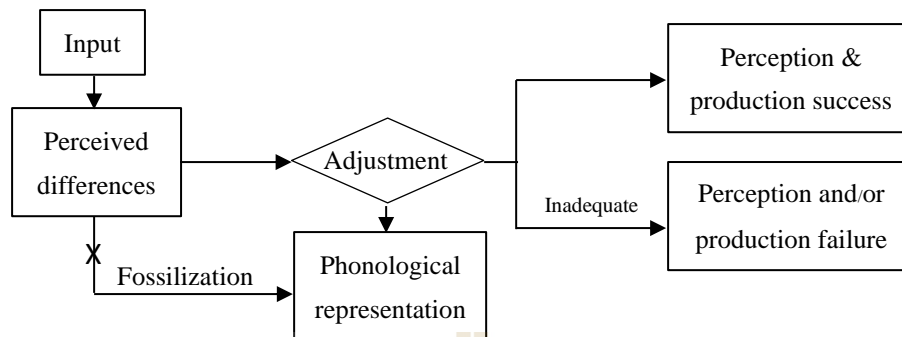 Input
Perceived
differences
Adjustment
Perception &
production success
Inadequate
Perception and/or
production failure
X
Fossilization
Phonological
representation